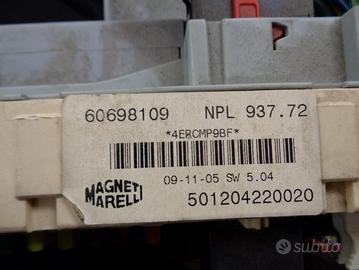 60698109 NPL 937.72
*4ERCMP9BF*
09-11-05 SW 5.04
MAGNETI
MARELLI
501204220020
subito